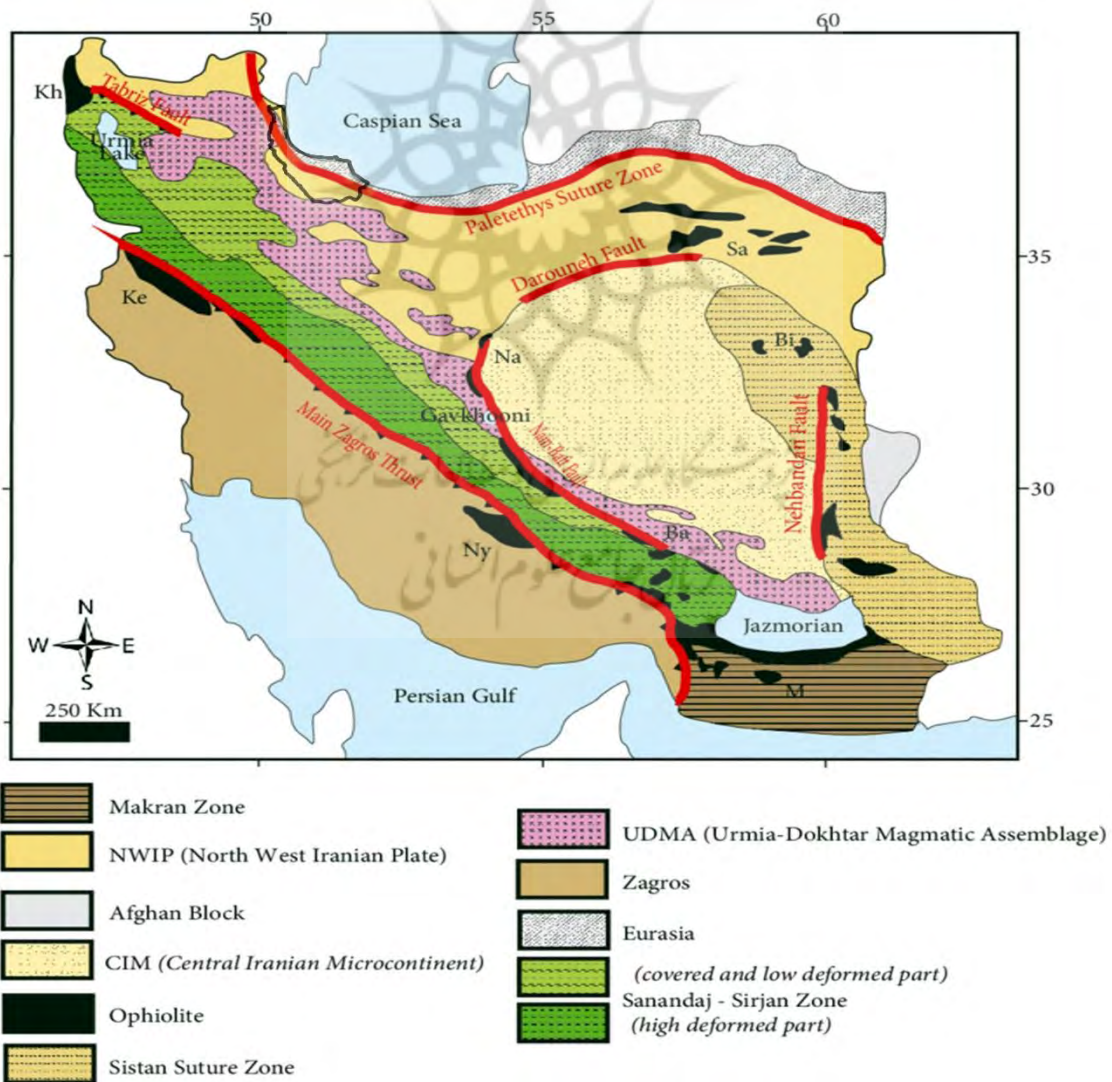 50
55
60
Kh
Tabriz Fault
Urmia
Lake
Caspian Sea
Paletethys Suture Zone
35
Sa
Darouneh Fault
Ke
Bi
Na
Gavkhooni
Main Zagros Thrust
Nain-Baft Fault
Nehbandan Fault
30
Ba
Ny
N
W
E
S
Jazmorian
250 Km
Persian Gulf
M
25
Makran Zone
NWIP (North West Iranian Plate)
Afghan Block
CIM (Central Iranian Microcontinent)
Ophiolite
Sistan Suture Zone
UDMA (Urmia-Dokhtar Magmatic Assemblage)
Zagros
Eurasia
(covered and low deformed part)
Sanandaj - Sirjan Zone
(high deformed part)